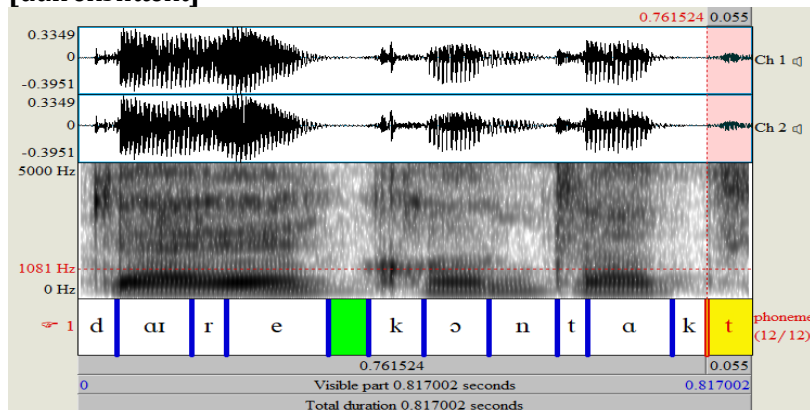 0.761524 0.055
0.3349
0
-0.3951
Ch 1
0.3349
0
-0.3951
Ch 2
5000 Hz
1081 Hz
0 Hz
1 d ɑɪ r e k ɔ n t ɑ k t phoneme
(12/12)
0.761524 0.055
0 Visible part 0.817002 seconds 0.817002
Total duration 0.817002 seconds